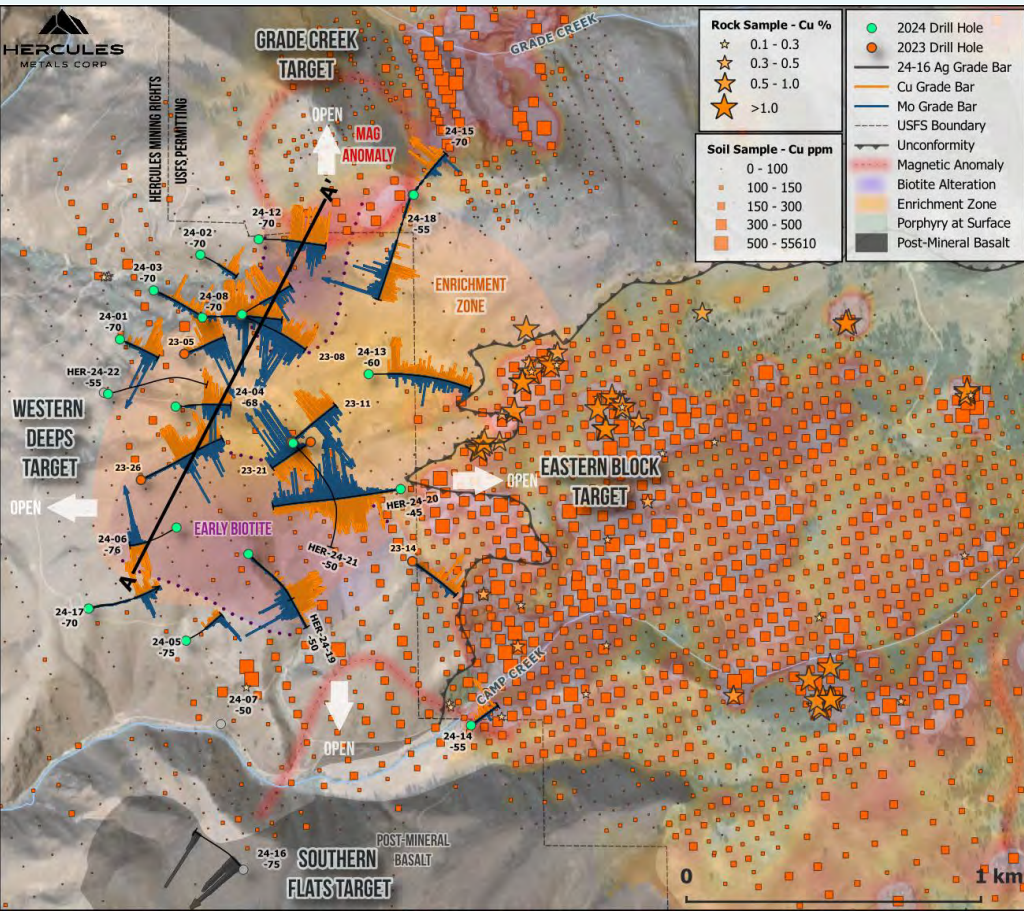 HERCULES
METALS CORP
GRADE CREEK
TARGET
GRADE CREEK
HERCULES MINING RIGHTS
USFS PERMITTING
OPEN
MAG
ANOMALY
24-15
-70
A'
24-12
-70
24-18
-55
24-02
-70
24-03
-70
ENRICHMENT
ZONE
24-08
-70
24-01
-70
23-05
23-08
24-13
-60
HER-24-22
-55
24-04
-68
23-11
WESTERN
DEEPS
TARGET
23-26
23-21
OPEN
EASTERN BLOCK
TARGET
OPEN
HER-24-20
-45
EARLY BIOTITE
24-06
-76
HER-24-21
-50
23-14
A
24-17
-70
24-05
-75
HER-24-19
-50
24-07
-50
CAMP CREEK
24-14
-55
OPEN
POST-MINERAL
BASALT
24-16
-75
SOUTHERN
FLATS TARGET
Rock Sample - Cu %
0.1 - 0.3
0.3 - 0.5
0.5 - 1.0
>1.0
Soil Sample - Cu ppm
0 - 100
100 - 150
150 - 300
300 - 500
500 - 55610
2024 Drill Hole
2023 Drill Hole
24-16 Ag Grade Bar
Cu Grade Bar
Mo Grade Bar
USFS Boundary
Unconformity
Magnetic Anomaly
Biotite Alteration
Enrichment Zone
Porphyry at Surface
Post-Mineral Basalt
0
1 km